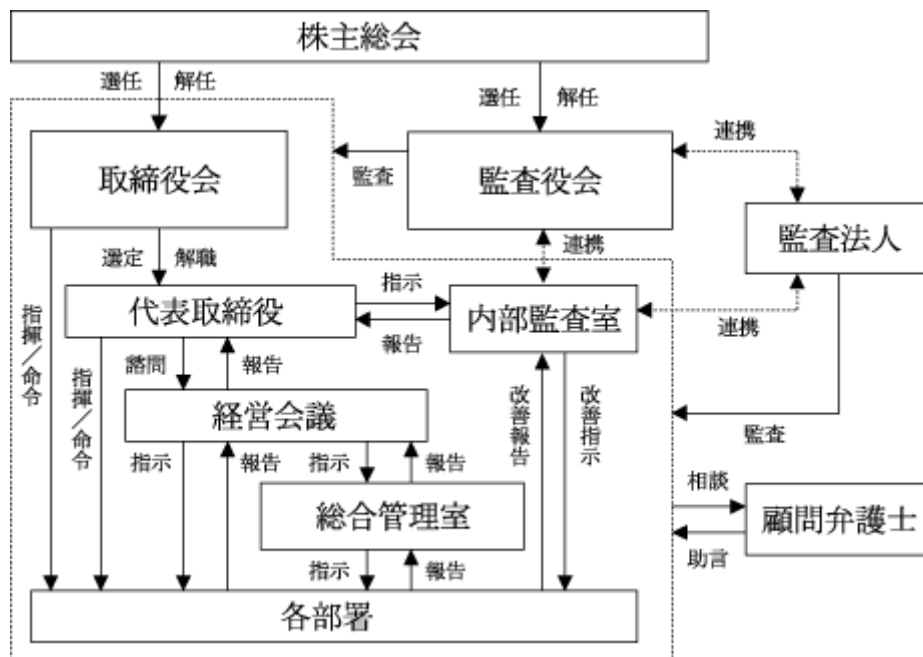 株主総会
選任
解任
選任
解任
連携
取締役会
監査
監査役会
監査法人
選定
解職
連携
代表取締役
指示
報告
内部監査室
連携
指揮／命令
指揮／命令
諮問
報告
経営会議
改善報告
改善指示
監査
指示
報告
指示
報告
総合管理室
相談
顧問弁護士
助言
指示
報告
各部署